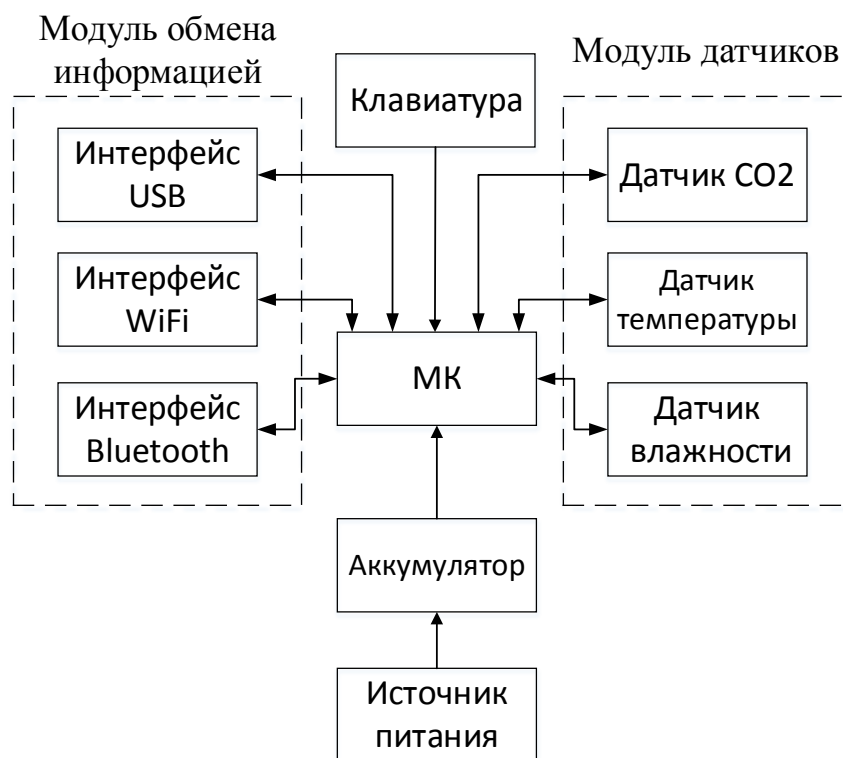 Модуль обмена
информацией
Модуль датчиков
Клавиатура
Интерфейс
USB
Датчик CO2
Интерфейс
WiFi
Датчик
температуры
МК
Интерфейс
Bluetooth
Датчик
влажности
Аккумулятор
Источник
питания